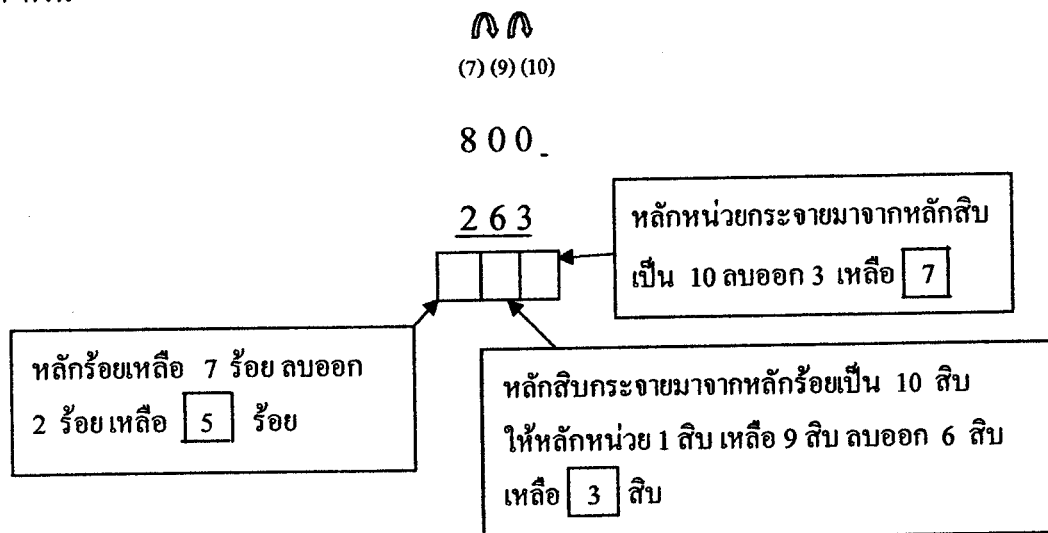 (7) (9) (10)
8 0 0 -
2 6 3
หลักหน่วยกระจายมาจากหลักสิบ
เป็น 10 ลบออก 3 เหลือ 7
หลักร้อยเหลือ 7 ร้อย ลบออก
2 ร้อย เหลือ 5 ร้อย
หลักสิบกระจายมาจากหลักร้อยเป็น 10 สิบ
ให้หลักหน่วย 1 สิบ เหลือ 9 สิบ ลบออก 6 สิบ
เหลือ 3 สิบ